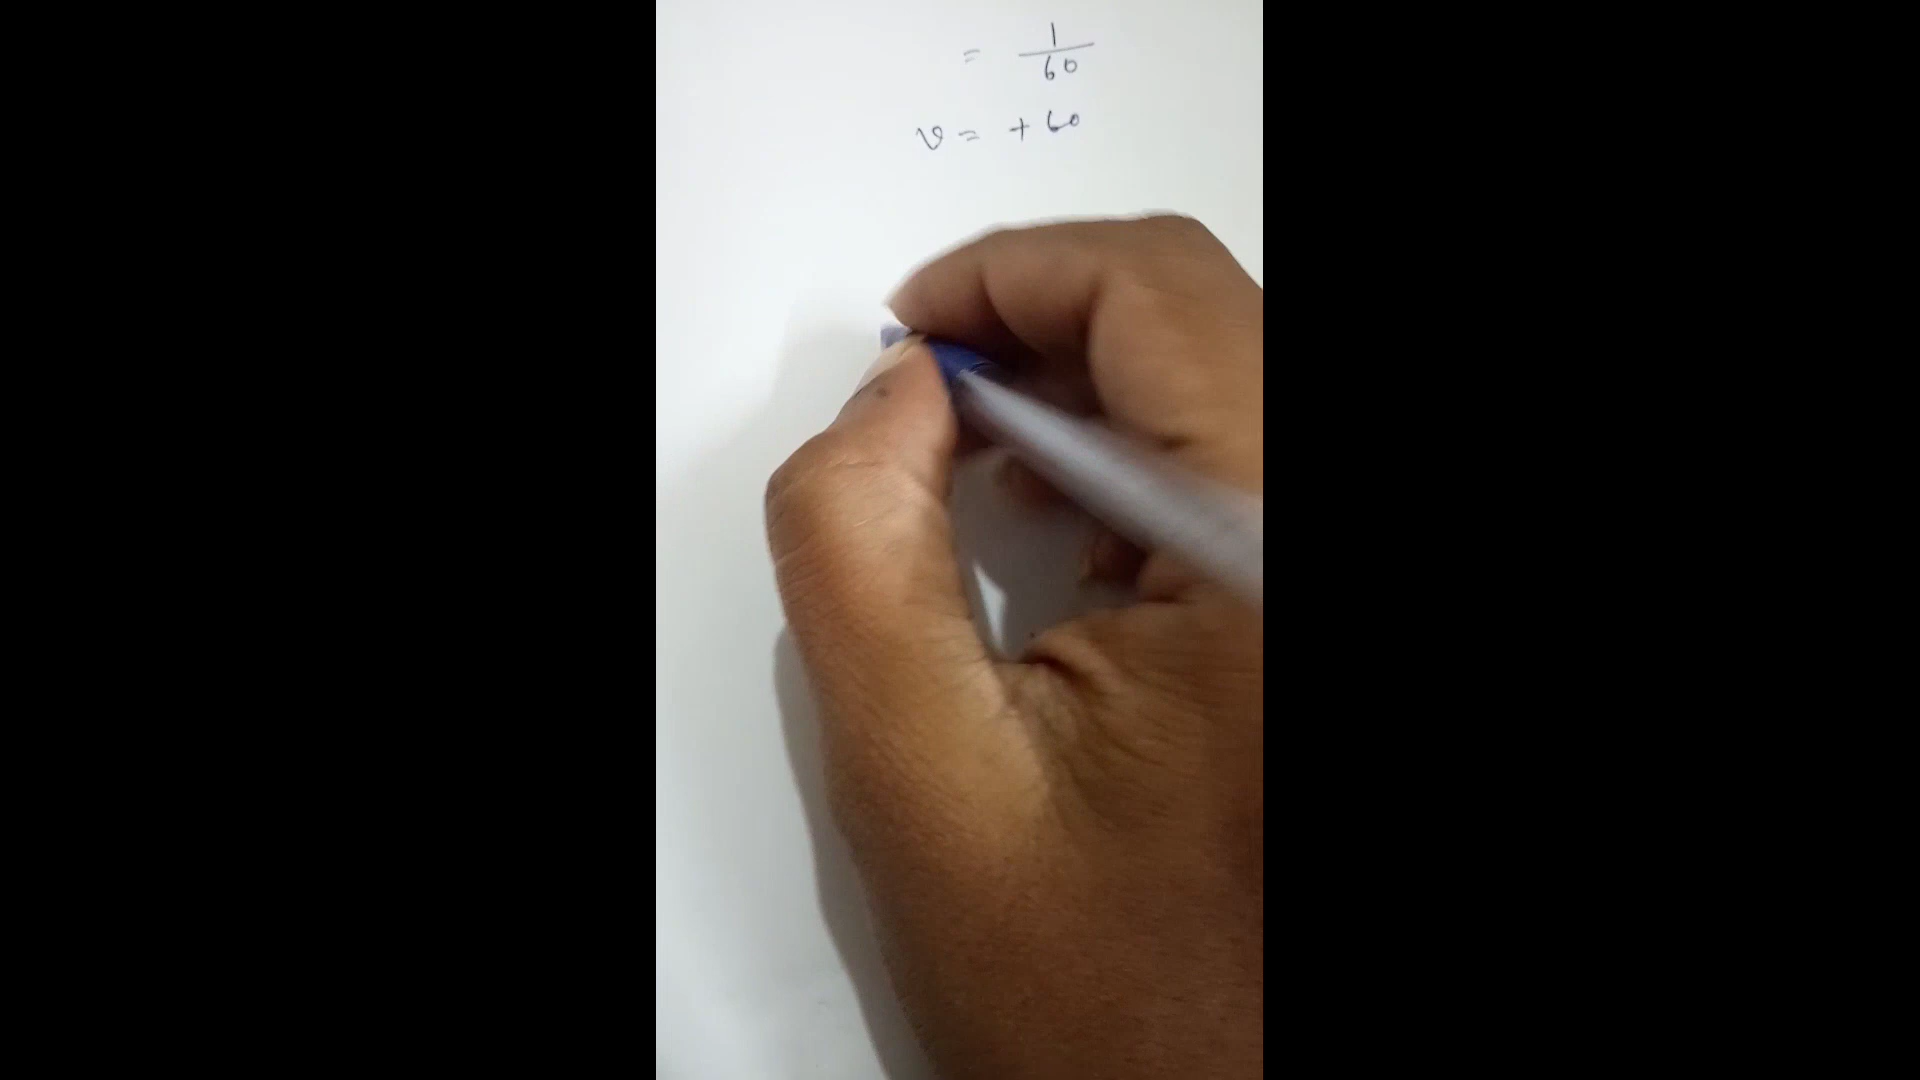 = 1/60
v = + 60